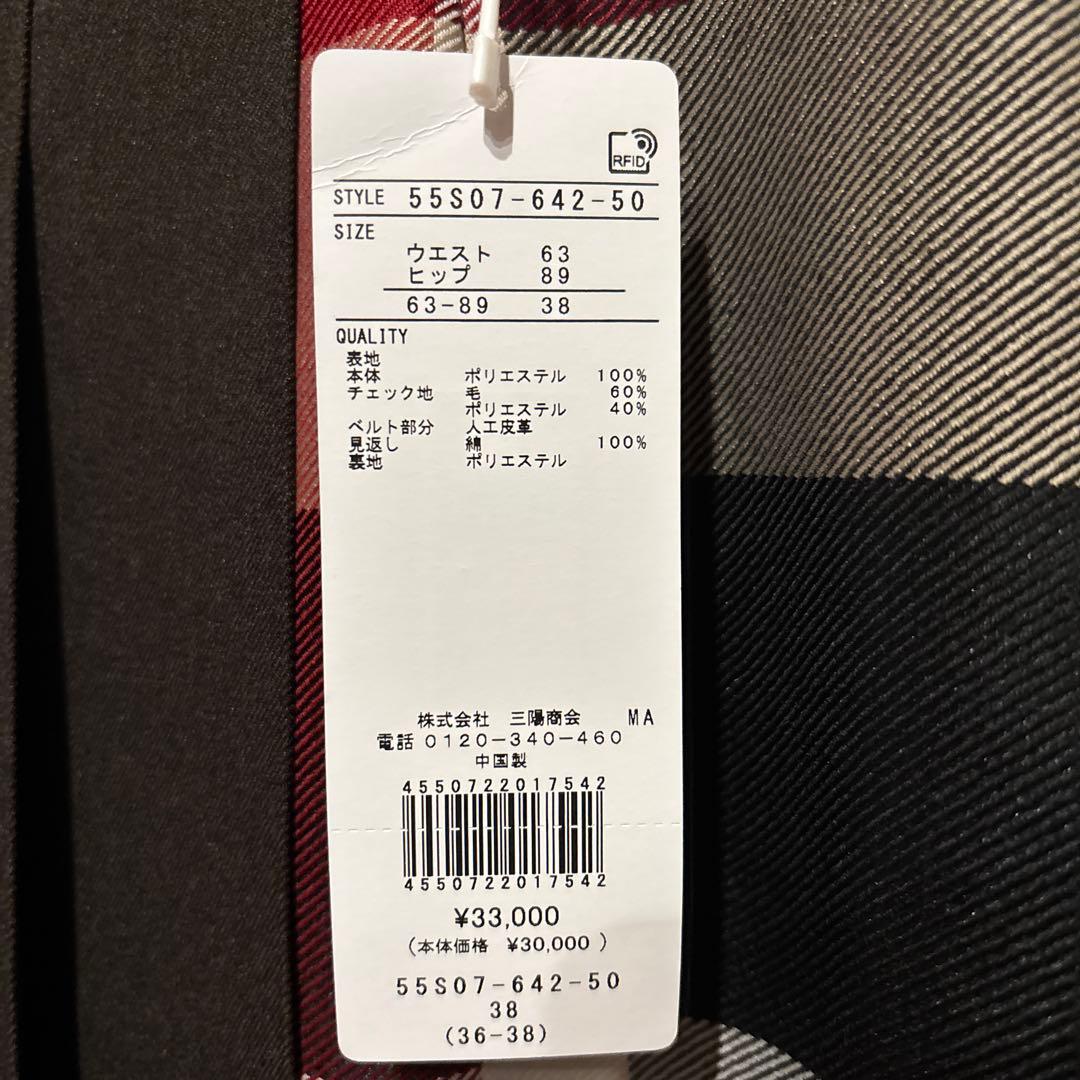 RFID
STYLE 55S07-642-50
SIZE
ウエスト 63
ヒップ 89
63-89 38
QUALITY
表地
本体 ポリエステル 100%
チェック地 毛 60%
ポリエステル 40%
ベルト部分 人工皮革
見返し 綿 100%
裏地 ポリエステル
株式会社 三陽商会 MA
電話 0120-340-460
中国製
4550722017542
4550722017542
¥33,000
(本体価格 ¥30,000 )
55S07-642-50
38
(36-38)